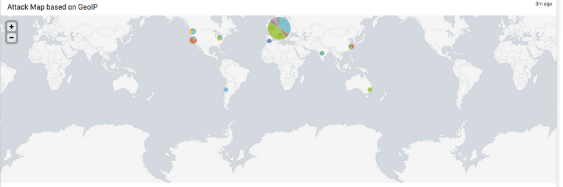 Attack Map based on GeoIP
3m ago
+
−